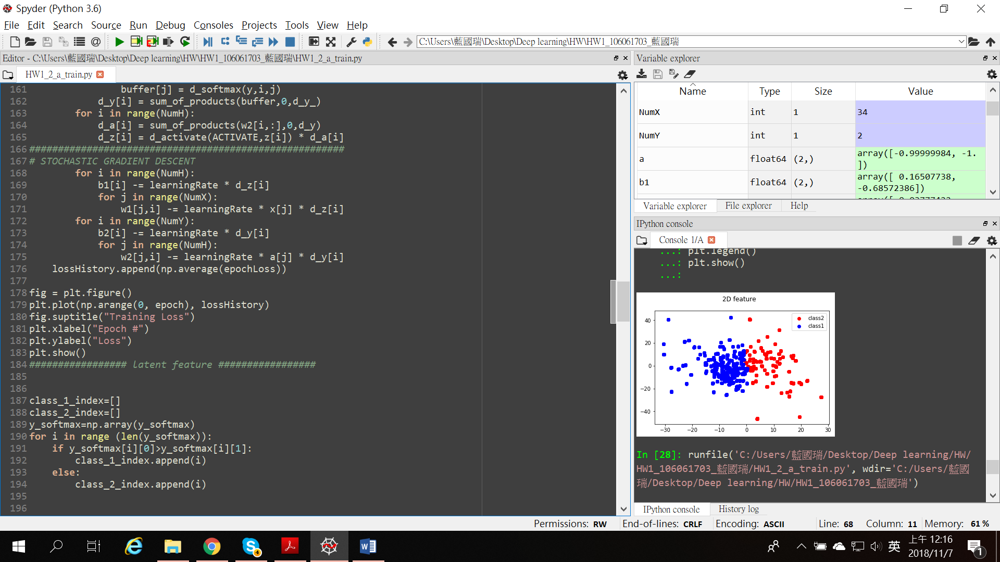 Spyder (Python 3.6)
File Edit Search Source Run Debug Consoles Projects Tools View Help
C:\Users\藍國瑞\Desktop\Deep learning\HW\HW1_106061703_藍國瑞
Editor - C:\Users\藍國瑞\Desktop\Deep learning\HW\HW1_106061703_藍國瑞\HW1_2_a_train.py
HW1_2_a_train.py
161 buffer[j] = d_softmax(y,i,j)
162 d_y[i] = sum_of_products(buffer,0,d_y_)
163 for i in range(NumH):
164 d_a[i] = sum_of_products(w2[i,:],0,d_y)
165 d_z[i] = d_activate(ACTIVATE,z[i]) * d_a[i]
166 #######################################################
167 # STOCHASTIC GRADIENT DESCENT
168 for i in range(NumH):
169 b1[i] -= learningRate * d_z[i]
170 for j in range(NumX):
171 w1[j,i] -= learningRate * x[j] * d_z[i]
172 for i in range(NumY):
173 b2[i] -= learningRate * d_y[i]
174 for j in range(NumH):
175 w2[j,i] -= learningRate * a[j] * d_y[i]
176 lossHistory.append(np.average(epochLoss))
177
178 fig = plt.figure()
179 plt.plot(np.arange(0, epoch), lossHistory)
180 fig.suptitle("Training Loss")
181 plt.xlabel("Epoch #")
182 plt.ylabel("Loss")
183 plt.show()
184 ################# latent feature #################
185
186
187 class_1_index=[]
188 class_2_index=[]
189 y_softmax=np.array(y_softmax)
190 for i in range (len(y_softmax)):
191 if y_softmax[i][0]>y_softmax[i][1]:
192 class_1_index.append(i)
193 else:
194 class_2_index.append(i)
195
196
Variable explorer
Name Type Size Value
NumX int 1 34
NumY int 1 2
a float64 (2,) array([-0.99999984, -1.
])
b1 float64 (2,) array([ 0.16507738,
-0.68572386])
Variable explorer File explorer Help
IPython console
Console 1/A
...: plt.legend()
...: plt.show()
...:
2D feature
class2
class1
40
20
0
−20
−40
−30 −20 −10 0 10 20 30
In [28]: runfile('C:/Users/藍國瑞/Desktop/Deep learning/HW/
HW1_106061703_藍國瑞/HW1_2_a_train.py', wdir='C:/Users/藍國
瑞/Desktop/Deep learning/HW/HW1_106061703_藍國瑞')
IPython console History log
Permissions: RW End-of-lines: CRLF Encoding: ASCII Line: 68 Column: 11 Memory: 61 %
4
英
上午 12:16
2018/11/7
1